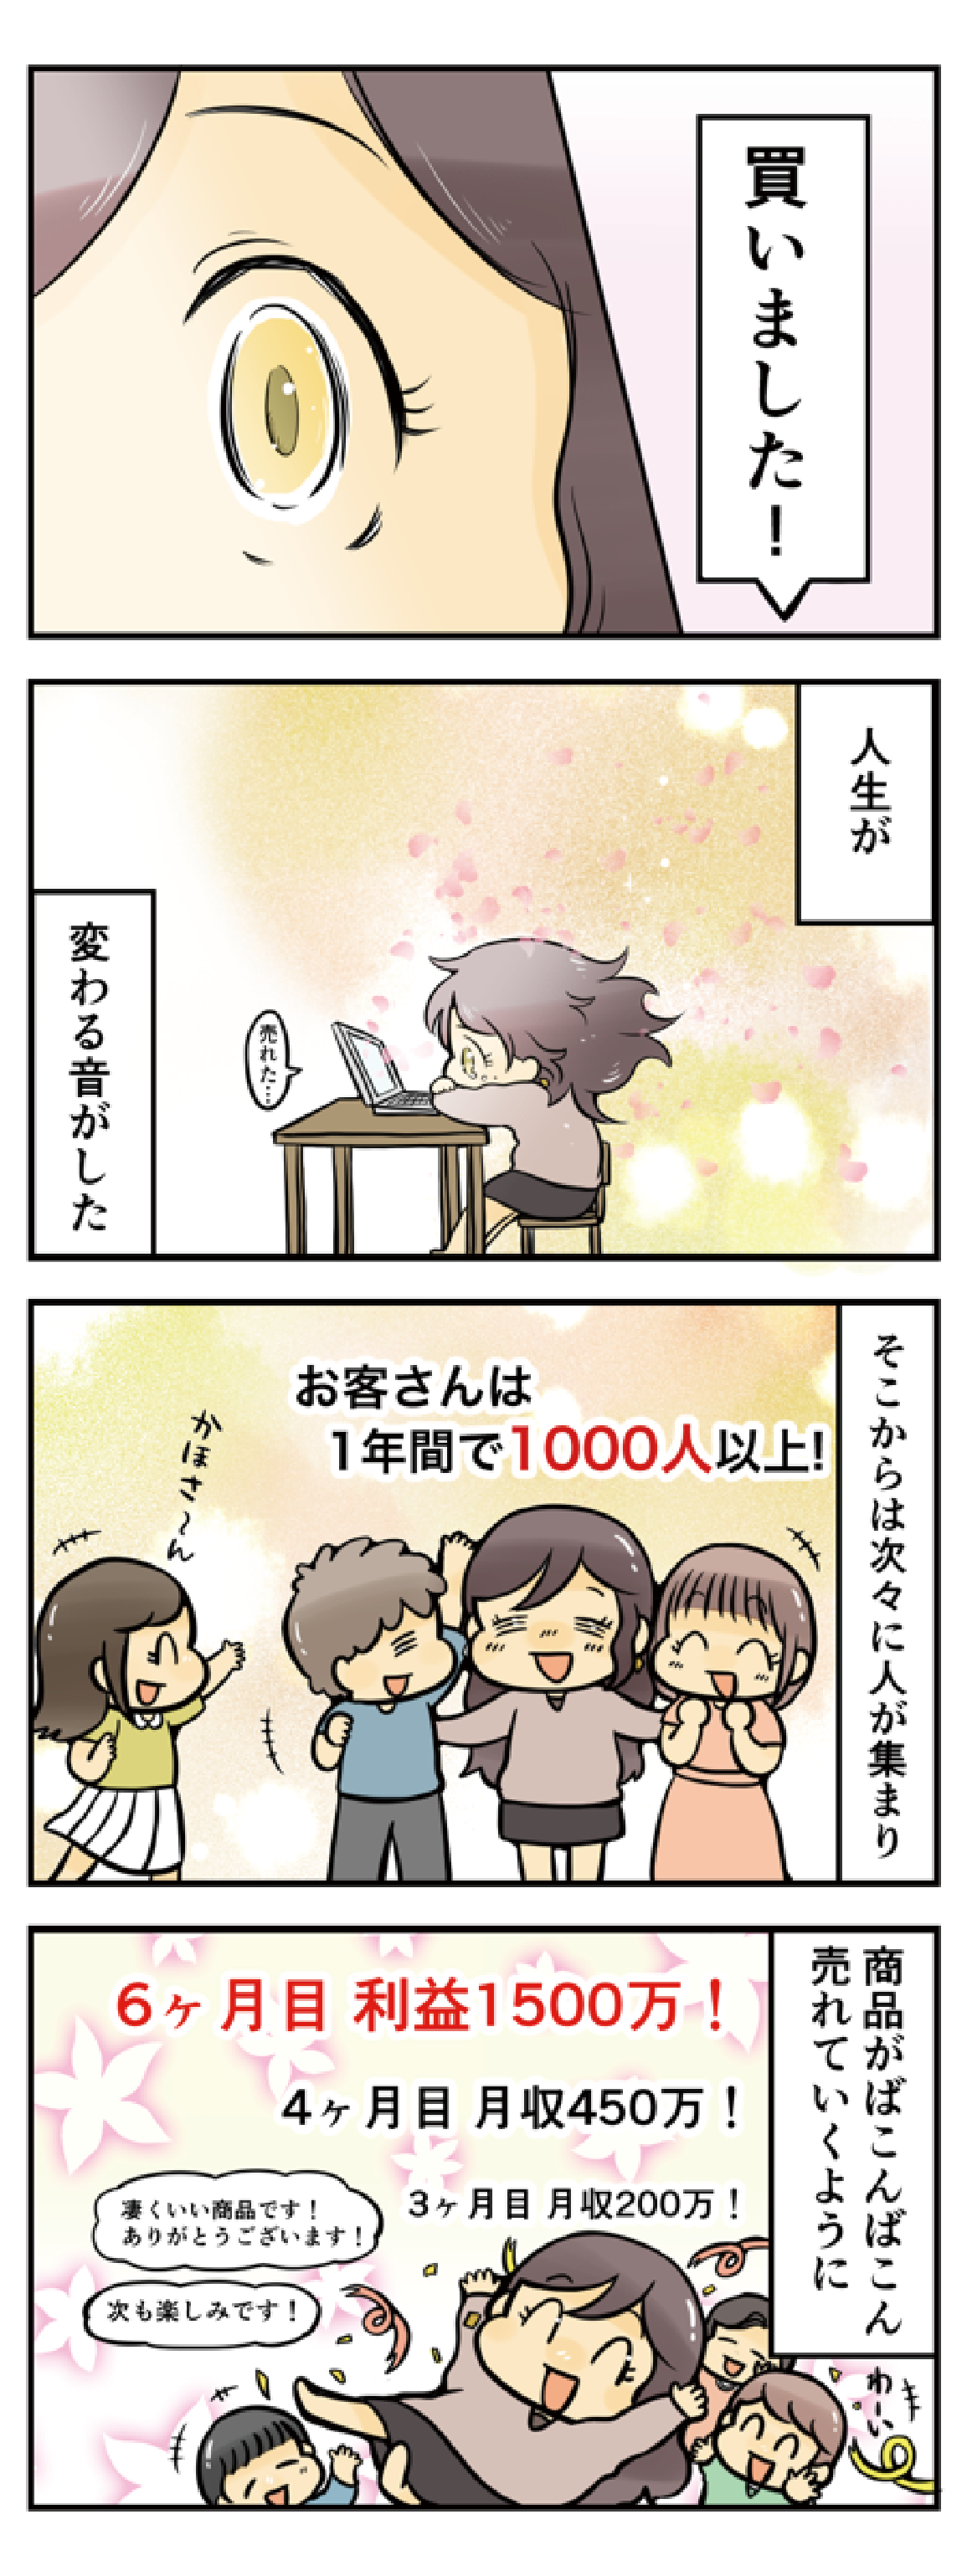 買いました！
人生が
売れた…
変わる音がした
そこからは次々に人が集まり
お客さんは
1年間で1000人以上!
かほさ〜ん
商品がばこんばこん
売れていくように
6ヶ月目 利益1500万！
4ヶ月目 月収450万！
3ヶ月目 月収200万！
凄くいい商品です！
ありがとうございます！
次も楽しみです！
わーい